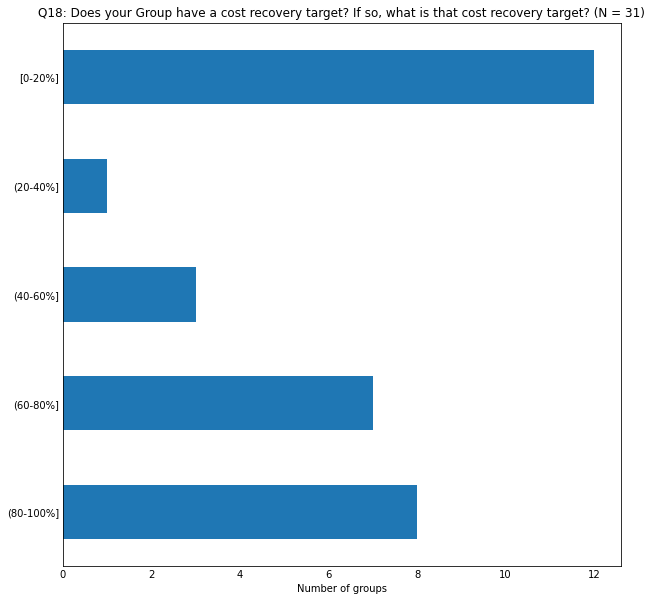 Q18: Does your Group have a cost recovery target? If so, what is that cost recovery target? (N = 31)
[0-20%]
(20-40%]
(40-60%]
(60-80%]
(80-100%]
0 2 4 6 8 10 12
Number of groups